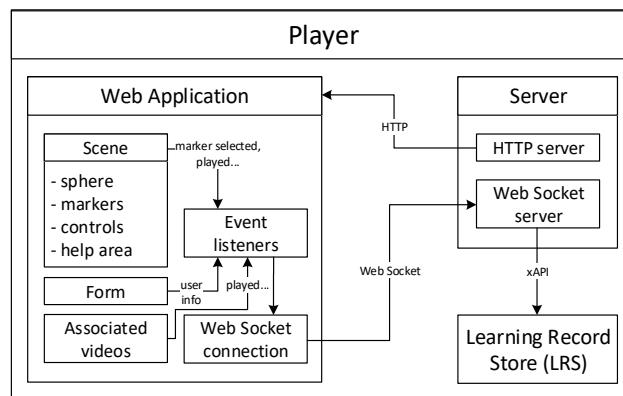 Player
Web Application
Scene
- sphere
- markers
- controls
- help area
marker selected,
played...
Event
listeners
Form
user
info
played...
Associated
videos
Web Socket
connection
HTTP
Web Socket
Server
HTTP server
Web Socket
server
xAPI
Learning Record
Store (LRS)